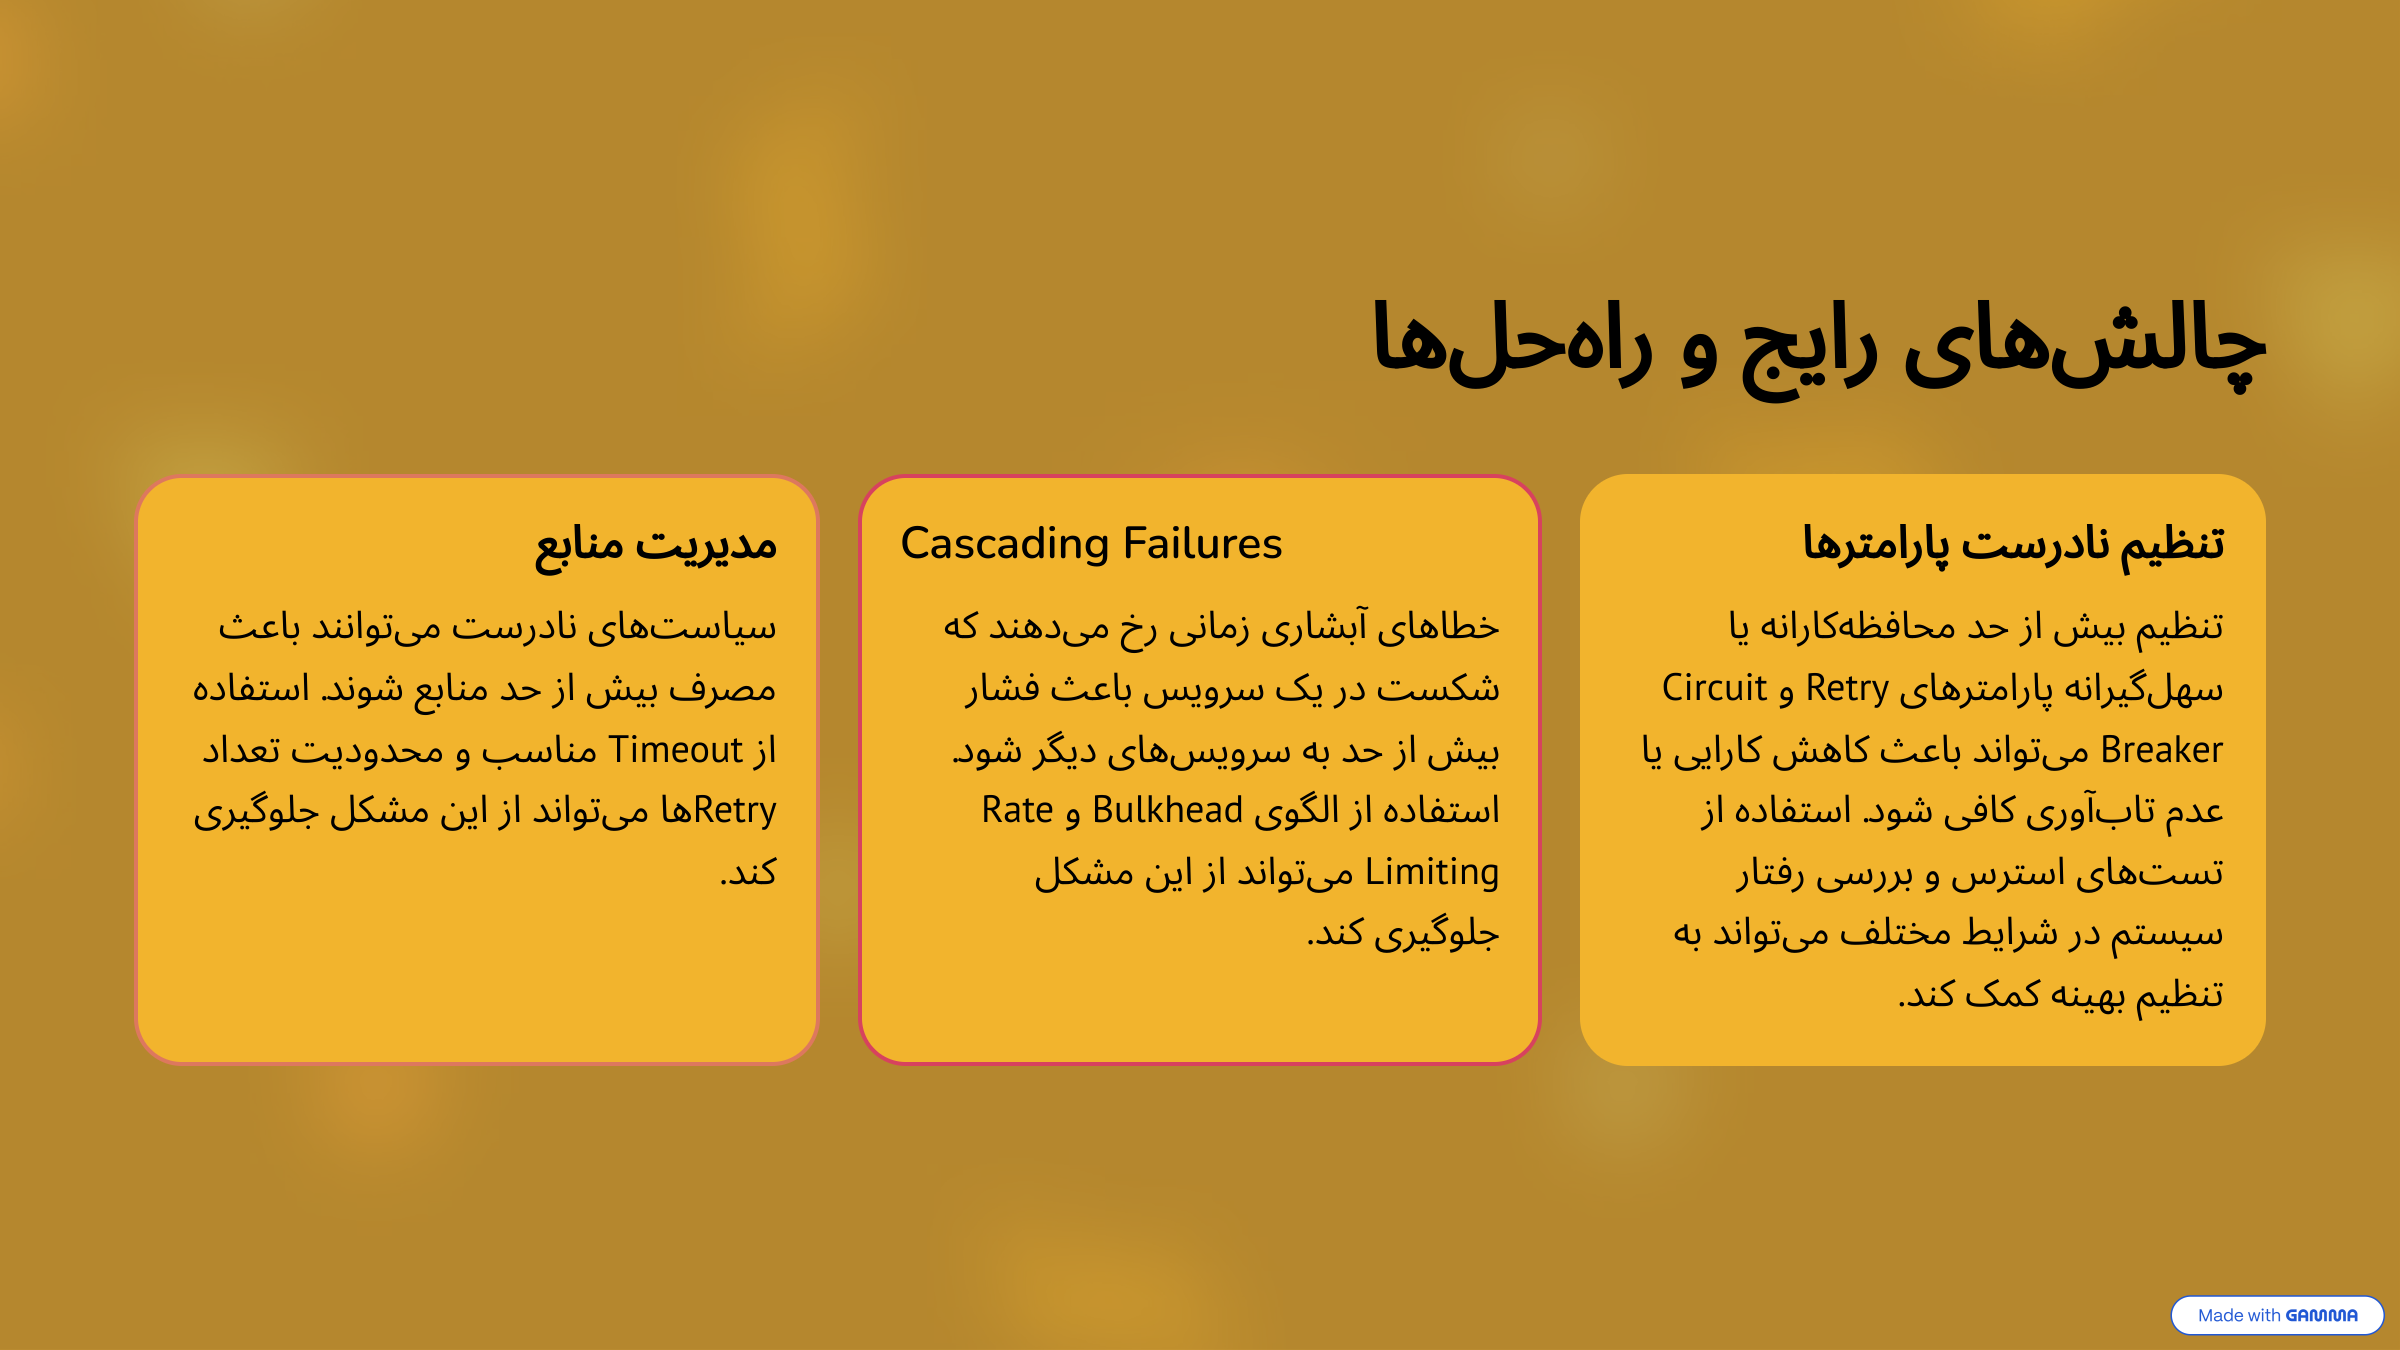 چالش‌های رایج و راه‌حل‌ها
تنظیم نادرست پارامترها
تنظیم بیش از حد محافظه‌کارانه یا
سهل‌گیرانه پارامترهای Retry و Circuit
Breaker می‌تواند باعث کاهش کارایی یا
عدم تاب‌آوری کافی شود. استفاده از
تست‌های استرس و بررسی رفتار
سیستم در شرایط مختلف می‌تواند به
تنظیم بهینه کمک کند.
Cascading Failures
خطاهای آبشاری زمانی رخ می‌دهند که
شکست در یک سرویس باعث فشار
بیش از حد به سرویس‌های دیگر شود.
استفاده از الگوی Bulkhead و Rate
Limiting می‌تواند از این مشکل
جلوگیری کند.
مدیریت منابع
سیاست‌های نادرست می‌توانند باعث
مصرف بیش از حد منابع شوند. استفاده
از Timeout مناسب و محدودیت تعداد
Retryها می‌تواند از این مشکل جلوگیری
کند.
Made with GAMMA